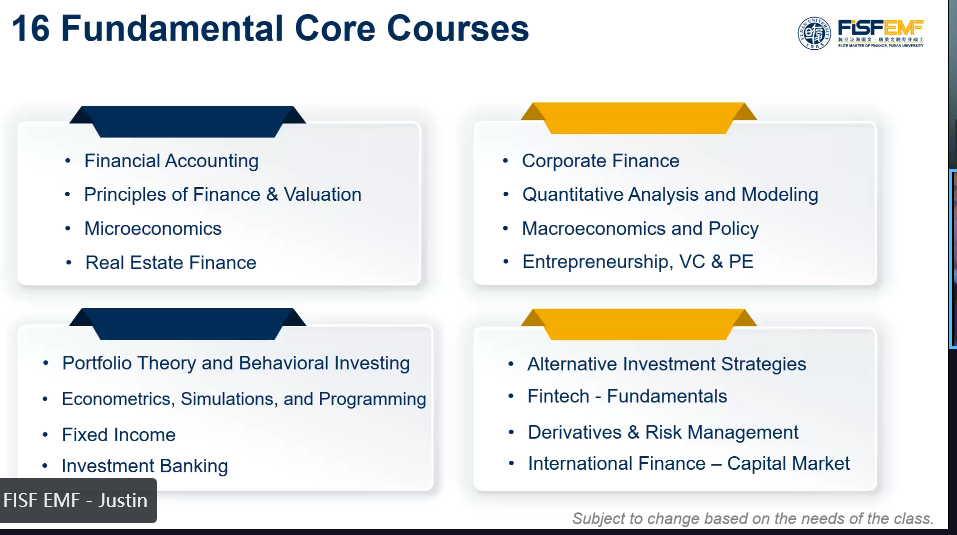 16 Fundamental Core Courses
FISFEMF
ELITE MASTER OF FINANCE, FUDAN UNIVERSITY
• Financial Accounting
• Principles of Finance & Valuation
• Microeconomics
• Real Estate Finance
• Corporate Finance
• Quantitative Analysis and Modeling
• Macroeconomics and Policy
• Entrepreneurship, VC & PE
• Portfolio Theory and Behavioral Investing
• Econometrics, Simulations, and Programming
• Fixed Income
• Investment Banking
• Alternative Investment Strategies
• Fintech - Fundamentals
• Derivatives & Risk Management
• International Finance – Capital Market
FISF EMF - Justin
Subject to change based on the needs of the class.